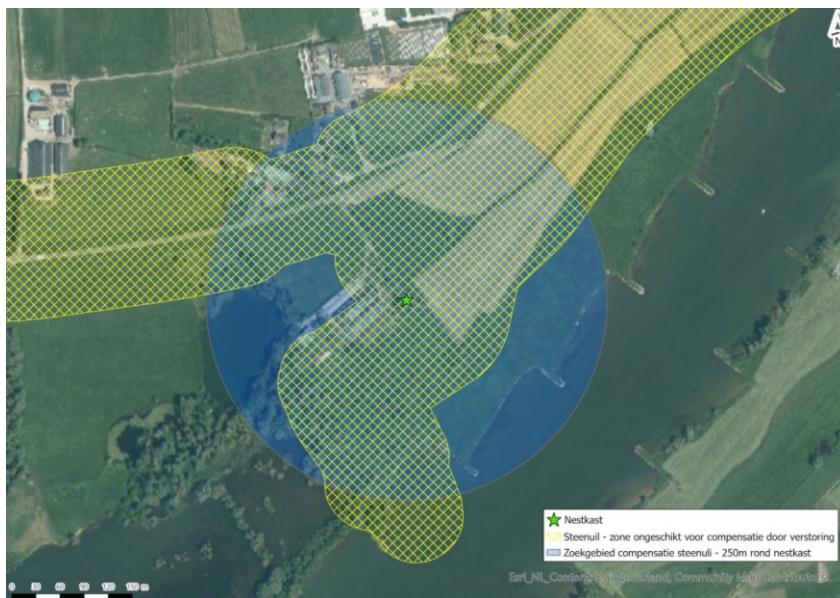 N
Nestkast
Steenuil - zone ongeschikt voor compensatie door verstoring
Zoekgebied compensatie steenuil - 250m rond nestkast
0 30 60 90 120 150 m
Esri_NL_Content, Esri Nederland, Community Map Contributors